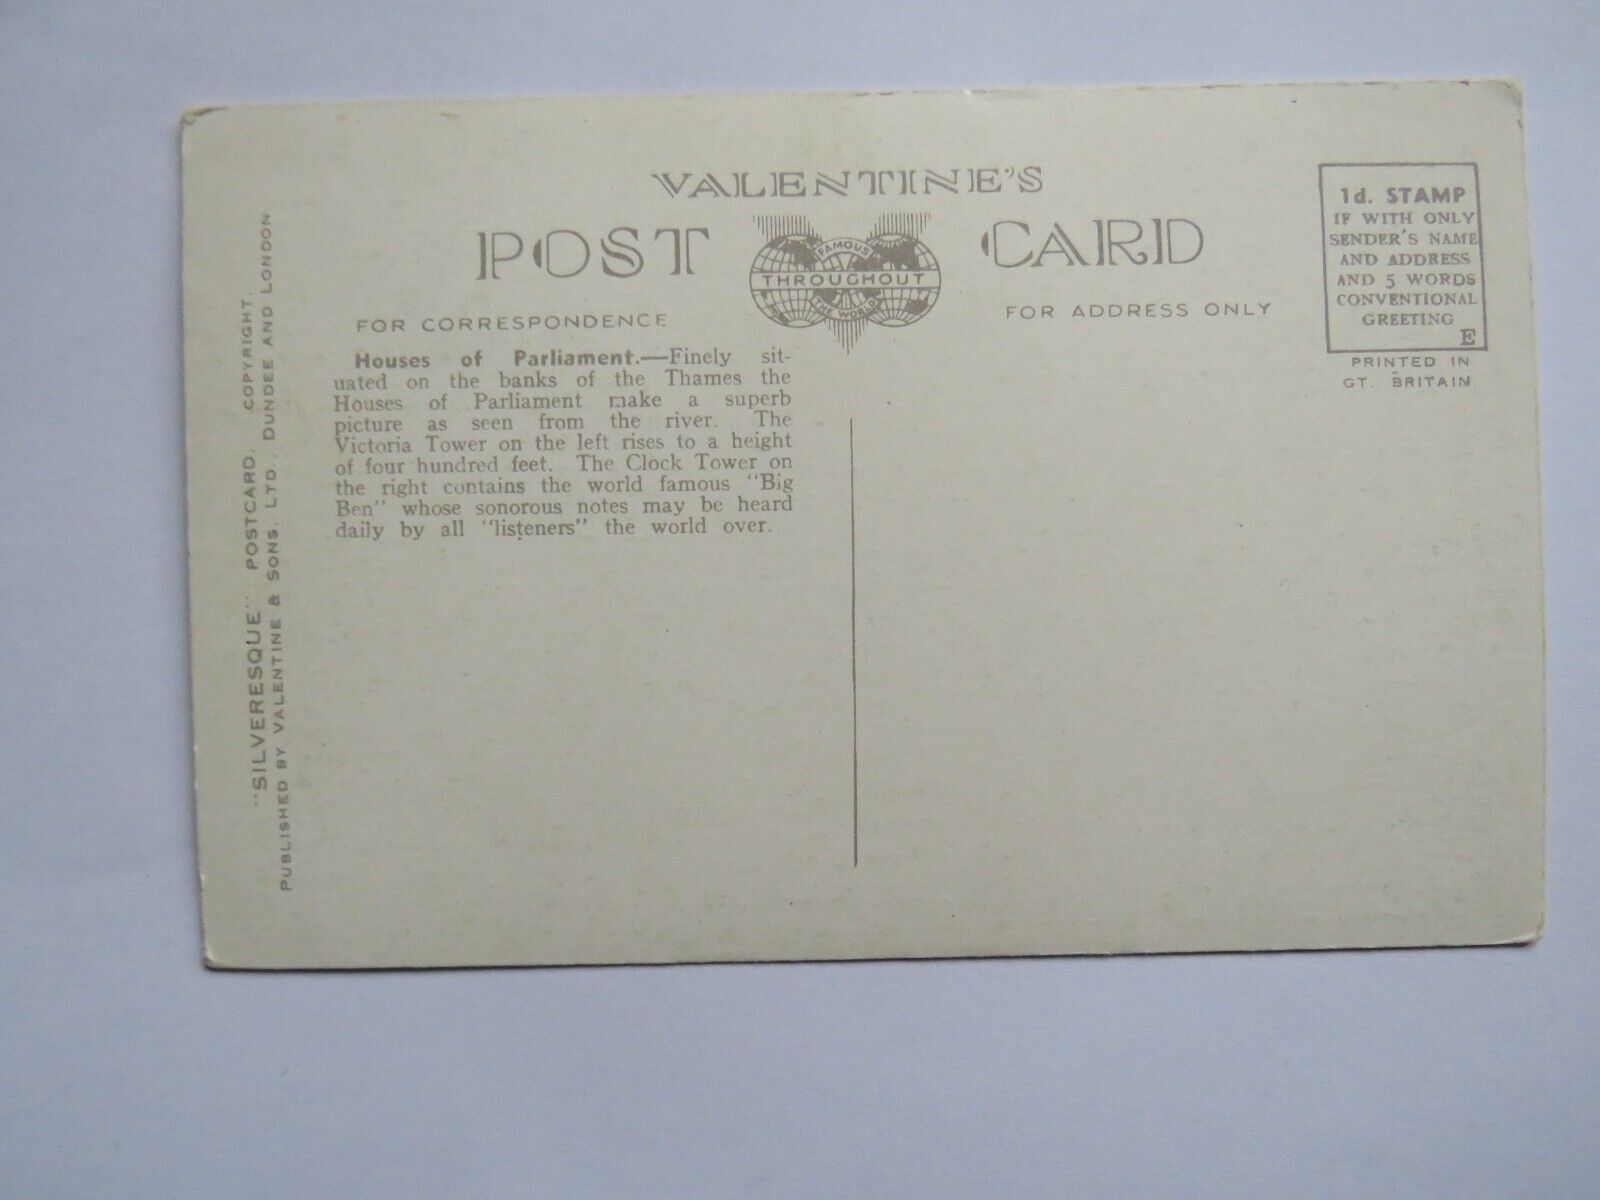 VALENTINE'S
POST CARD
FAMOUS
THROUGHOUT
THE WORLD
FOR CORRESPONDENCE
FOR ADDRESS ONLY
1d. STAMP
IF WITH ONLY
SENDER'S NAME
AND ADDRESS
AND 5 WORDS
CONVENTIONAL
GREETING
E
PRINTED IN
GT. BRITAIN
Houses of Parliament.—Finely sit-
uated on the banks of the Thames the
Houses of Parliament make a superb
picture as seen from the river. The
Victoria Tower on the left rises to a height
of four hundred feet. The Clock Tower on
the right contains the world famous "Big
Ben" whose sonorous notes may be heard
daily by all "listeners" the world over.
"SILVERESQUE" POSTCARD. COPYRIGHT.
PUBLISHED BY VALENTINE & SONS. LTD. DUNDEE AND LONDON